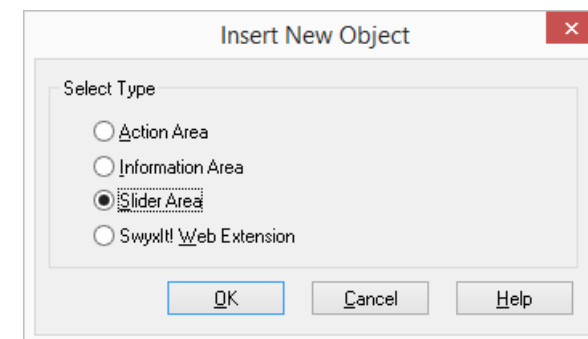 Insert New Object
Select Type
Action Area
Information Area
Slider Area
SwyxIt! Web Extension
OK Cancel Help